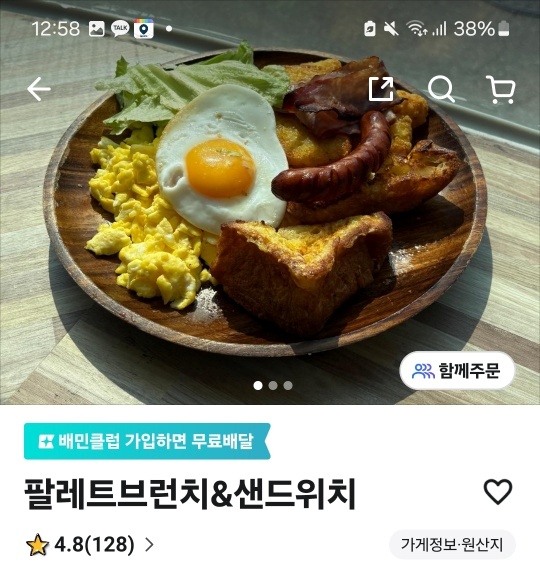 12:58 TALK 38%
함께주문
배민클럽 가입하면 무료배달
팔레트브런치&샌드위치
4.8(128)
가게정보·원산지